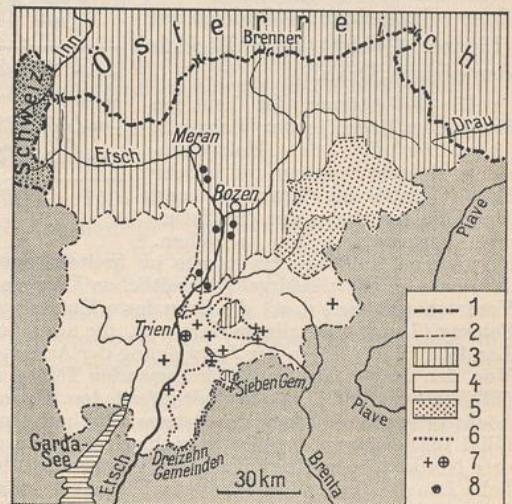 Österreich
Inn
Brenner
Schweiz
Meran
Etsch
Drau
Bozen
Piave
1
2
3
Trient
4
Sieben Gem.
5
Piave
6
Garda-
See
Etsch
Dreizehn
Gemeinden
Brenta
7
30 km
8